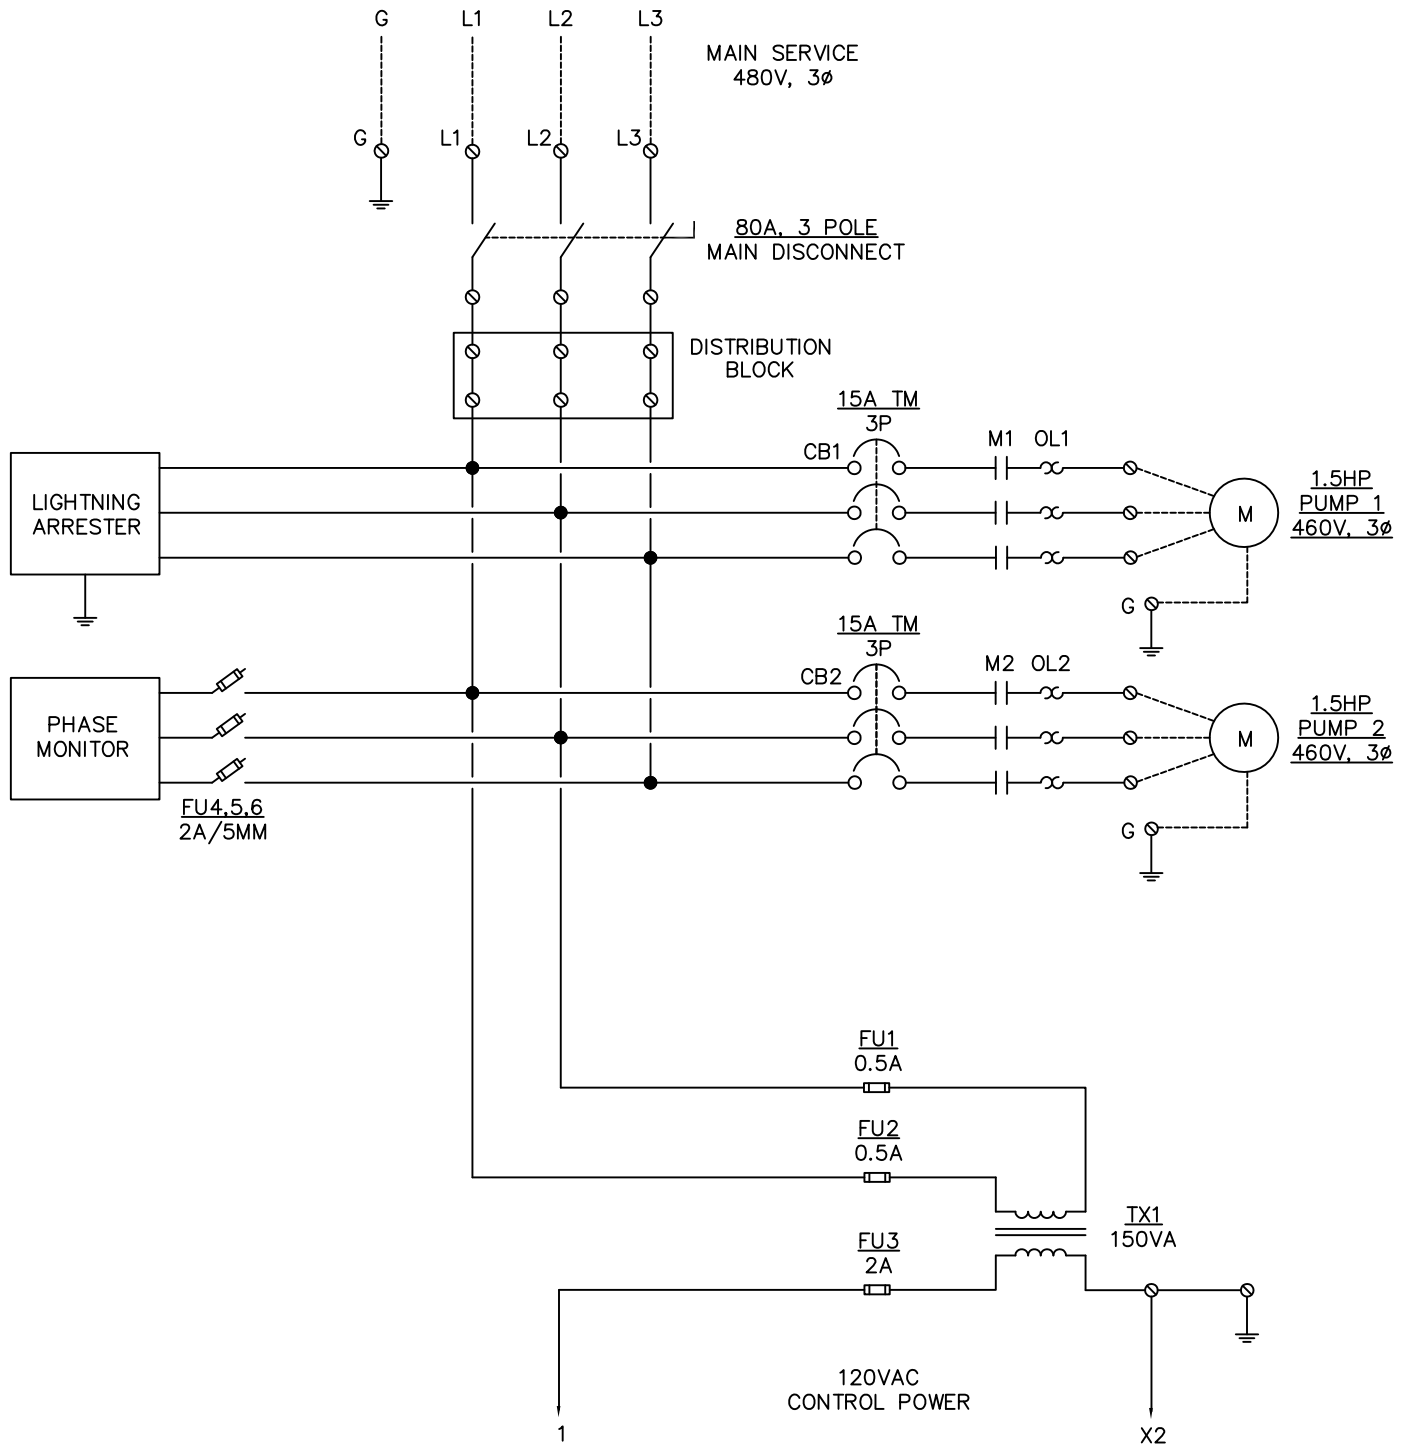 G
L1
L2
L3
MAIN SERVICE
480V, 3ø
G
L1
L2
L3
80A, 3 POLE
MAIN DISCONNECT
DISTRIBUTION
BLOCK
15A TM
3P
CB1
M1
OL1
LIGHTNING
ARRESTER
M
1.5HP
PUMP 1
460V, 3ø
G
15A TM
3P
CB2
M2
OL2
PHASE
MONITOR
M
1.5HP
PUMP 2
460V, 3ø
FU4,5,6
2A/5MM
G
FU1
0.5A
FU2
0.5A
TX1
150VA
FU3
2A
120VAC
CONTROL POWER
1
X2